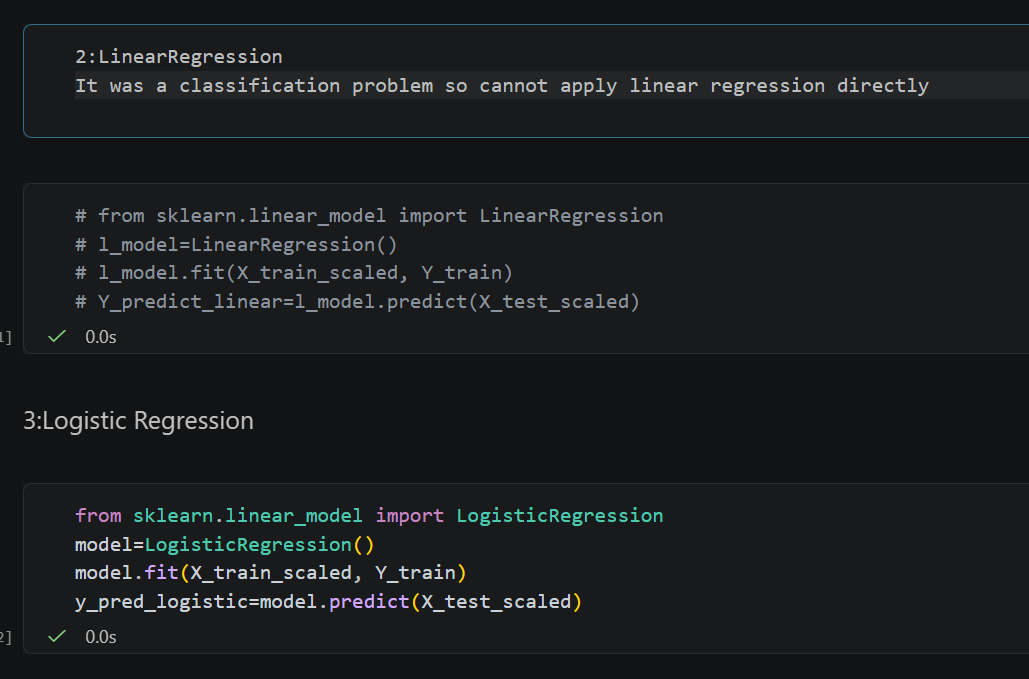 2:LinearRegression
It was a classification problem so cannot apply linear regression directly
# from sklearn.linear_model import LinearRegression
# l_model=LinearRegression()
# l_model.fit(X_train_scaled, Y_train)
# Y_predict_linear=l_model.predict(X_test_scaled)
1]
0.0s
3:Logistic Regression
from sklearn.linear_model import LogisticRegression
model=LogisticRegression()
model.fit(X_train_scaled, Y_train)
y_pred_logistic=model.predict(X_test_scaled)
2]
0.0s